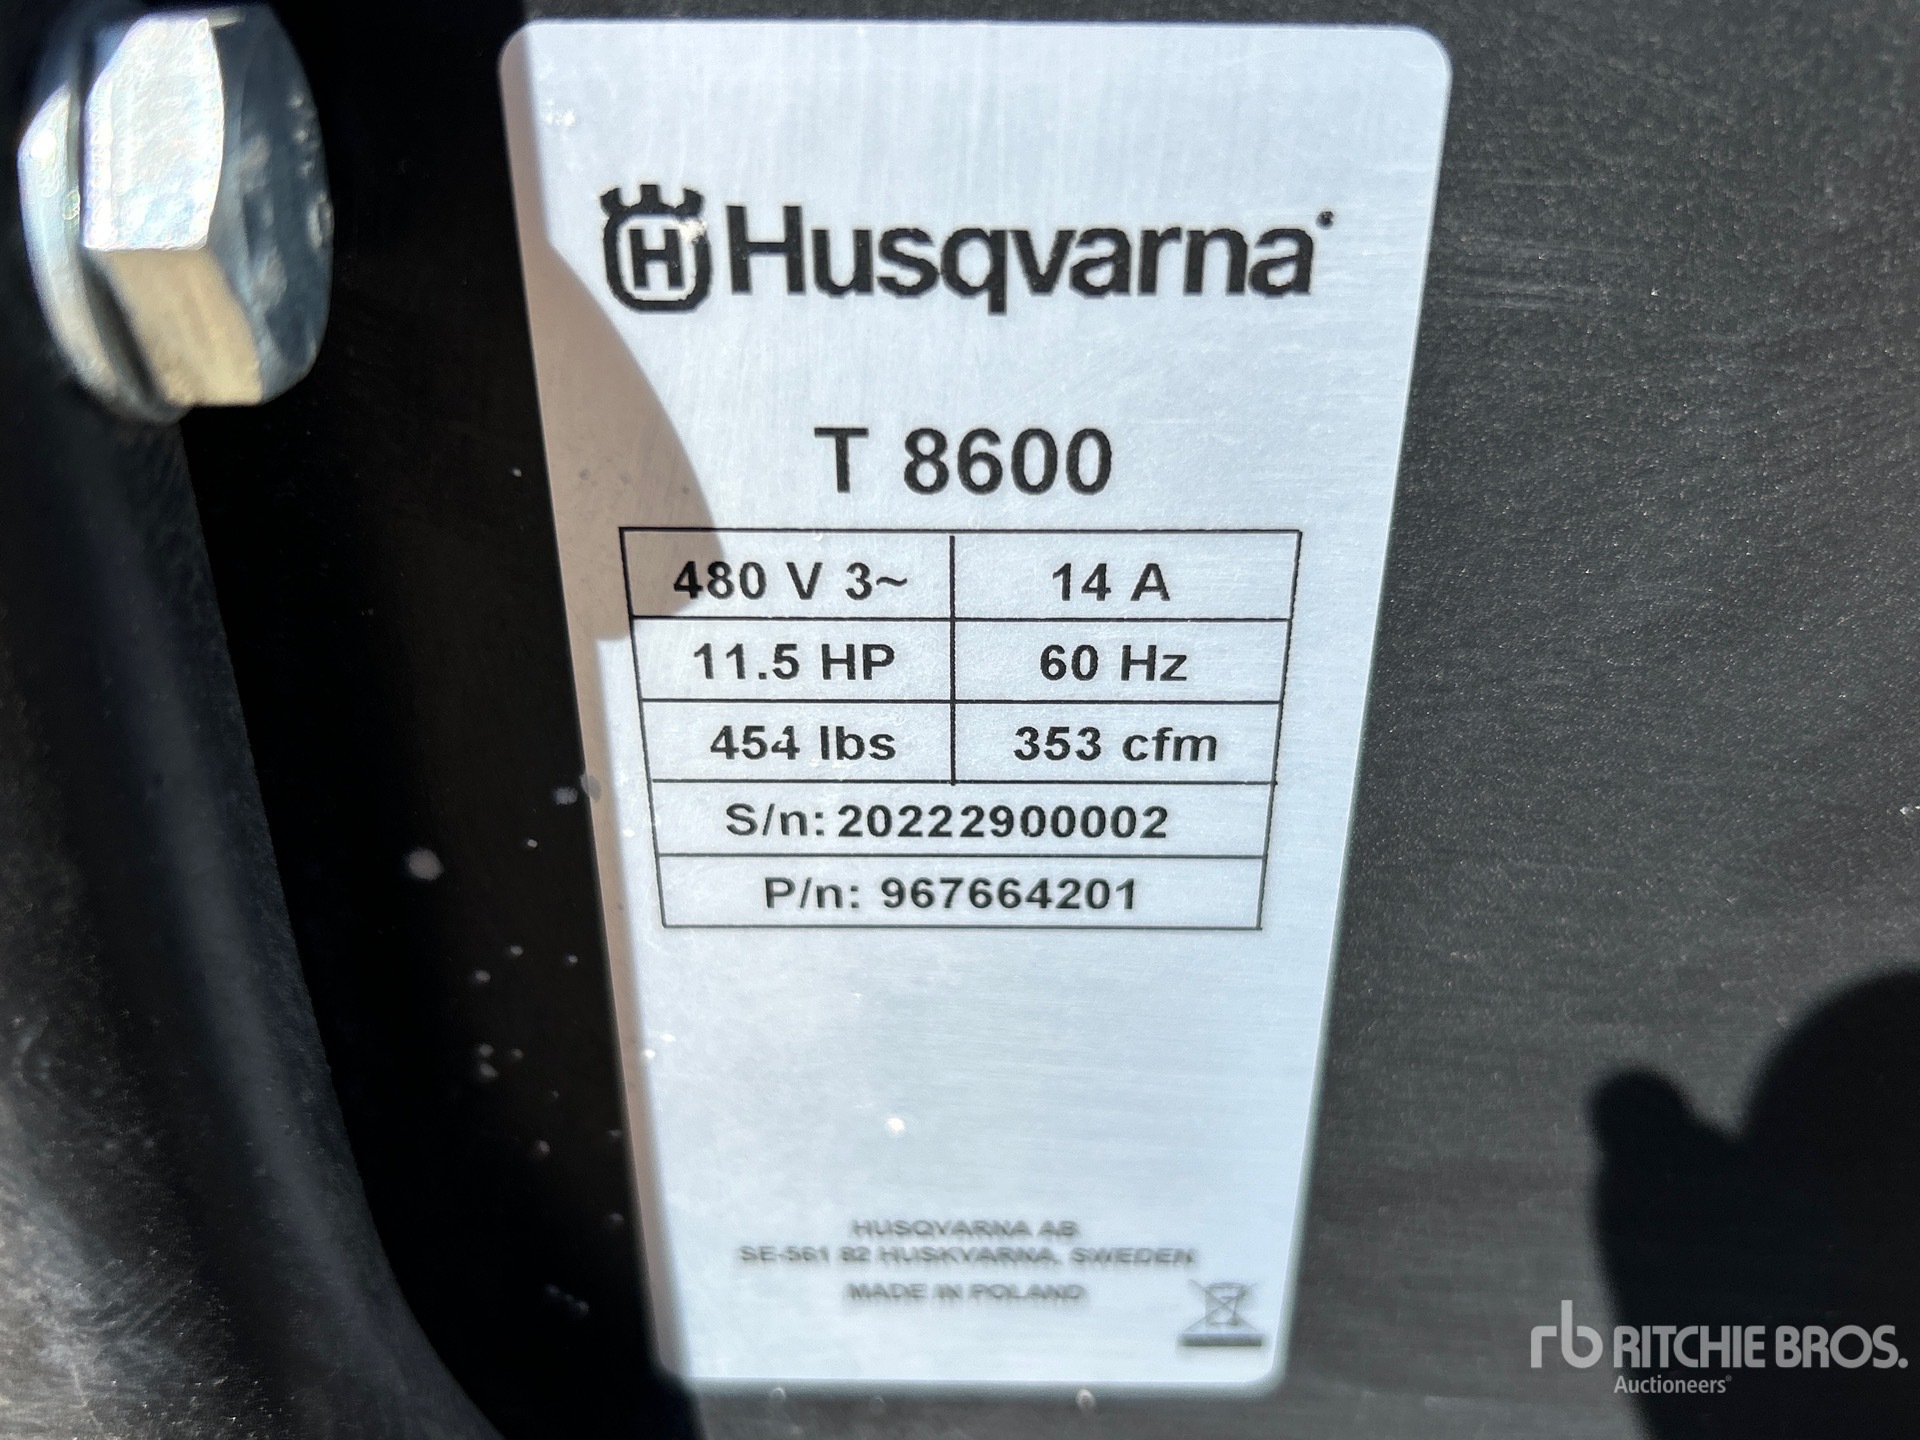 H Husqvarna®
T 8600
480 V 3~ 14 A
11.5 HP 60 Hz
454 lbs 353 cfm
S/n: 20222900002
P/n: 967664201
HUSQVARNA AB
SE-561 82 HUSKVARNA, SWEDEN
MADE IN POLAND
rb RITCHIE BROS.
Auctioneers®